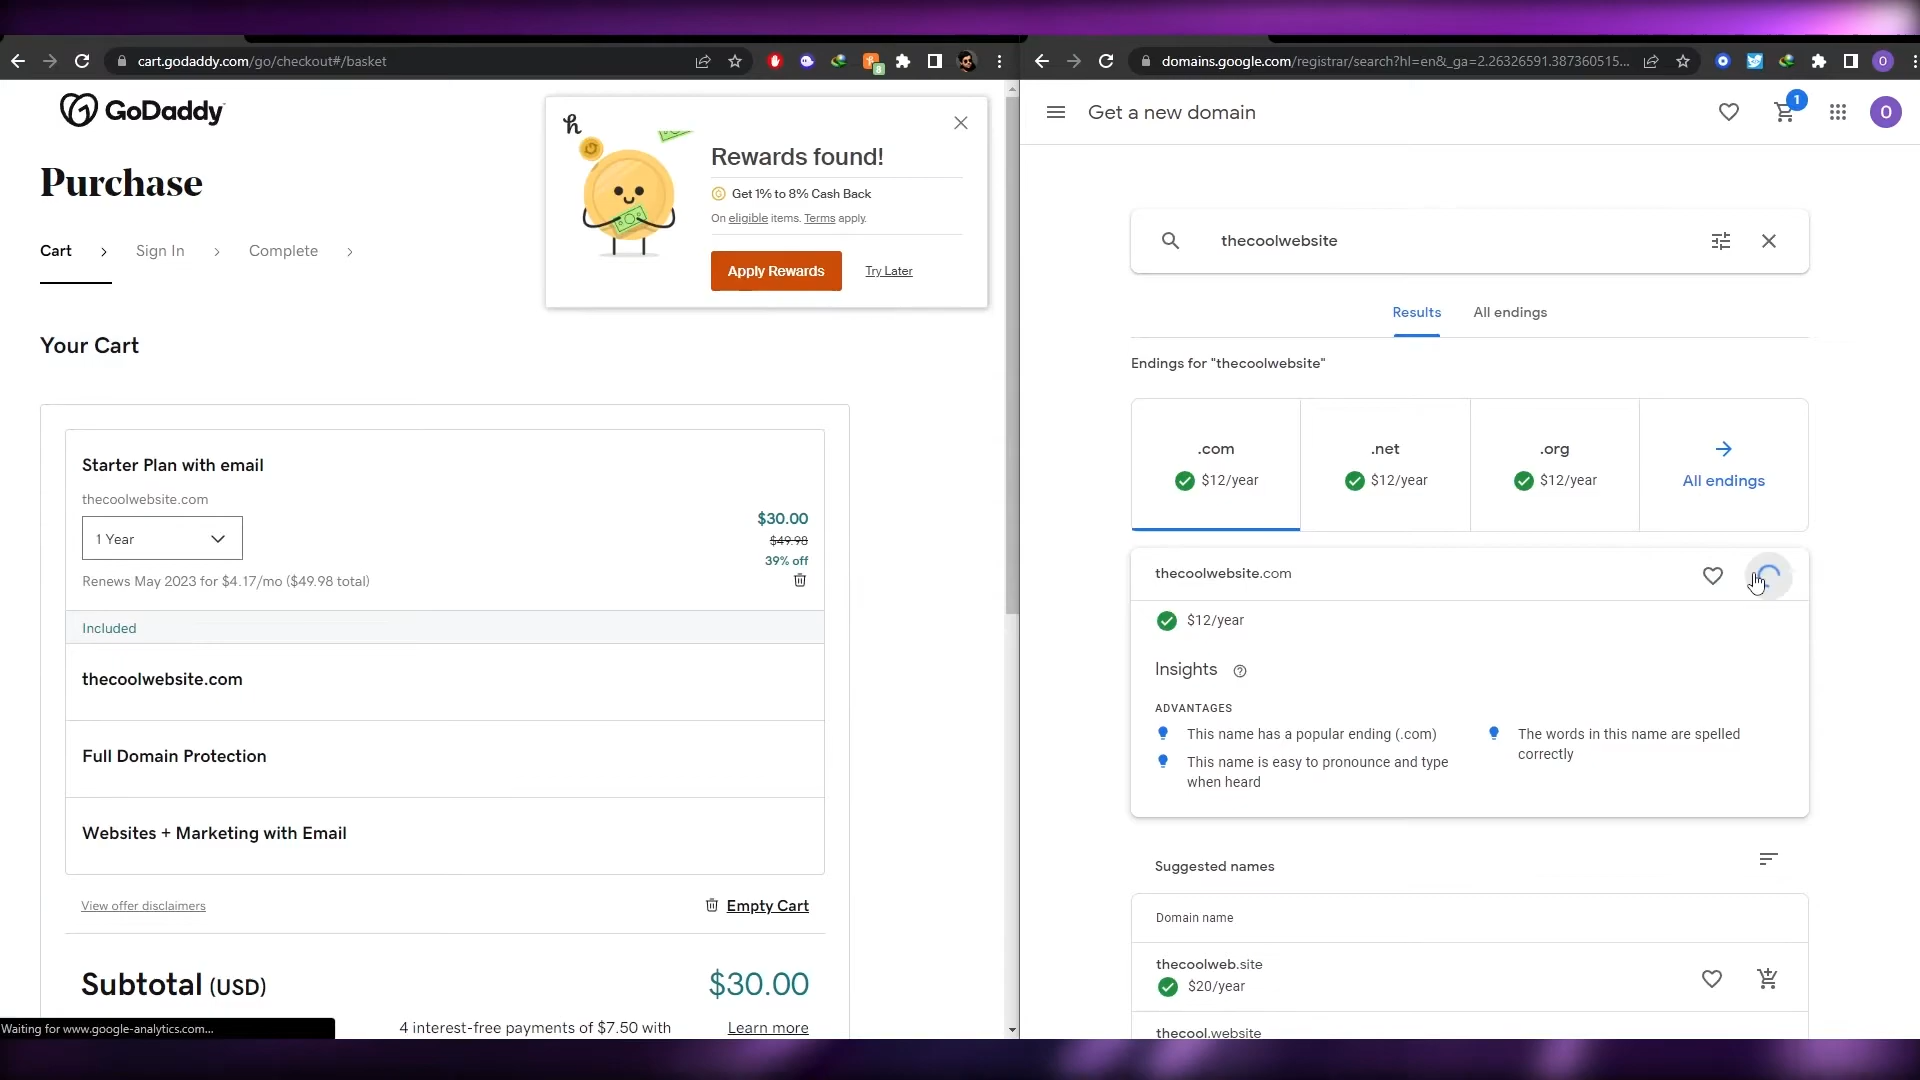 cart.godaddy.com/go/checkout#/basket
GoDaddy
Purchase
Cart
Sign In
Complete
Rewards found!
Get 1% to 8% Cash Back
On eligible items. Terms apply.
Apply Rewards
Try Later
Your Cart
Starter Plan with email
thecoolwebsite.com
1 Year
$30.00
$49.98
39% off
Renews May 2023 for $4.17/mo ($49.98 total)
Included
thecoolwebsite.com
Full Domain Protection
Websites + Marketing with Email
View offer disclaimers
Empty Cart
Subtotal (USD)
$30.00
4 interest-free payments of $7.50 with
Learn more
Waiting for www.google-analytics.com...
domains.google.com/registrar/search?hl=en&_ga=2.26326591.387360515...
O
Get a new domain
1
O
thecoolwebsite
Results
All endings
Endings for "thecoolwebsite"
.com
$12/year
.net
$12/year
.org
$12/year
All endings
thecoolwebsite.com
$12/year
Insights
ADVANTAGES
This name has a popular ending (.com)
This name is easy to pronounce and type
when heard
The words in this name are spelled
correctly
Suggested names
Domain name
thecoolweb.site
$20/year
thecool.website